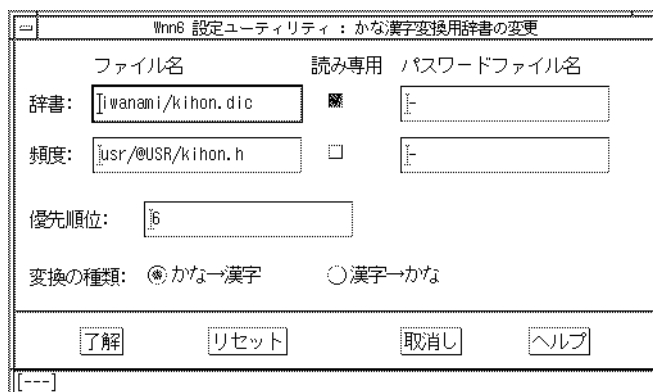 Wnn6 設定ユーティリティ : かな漢字変換用辞書の変更
ファイル名 読み専用 パスワードファイル名
辞書: iwanami/kihon.dic -
頻度: usr/@USR/kihon.h -
優先順位: 6
変換の種類: かな→漢字 漢字→かな
了解 リセット 取消し ヘルプ
[---]